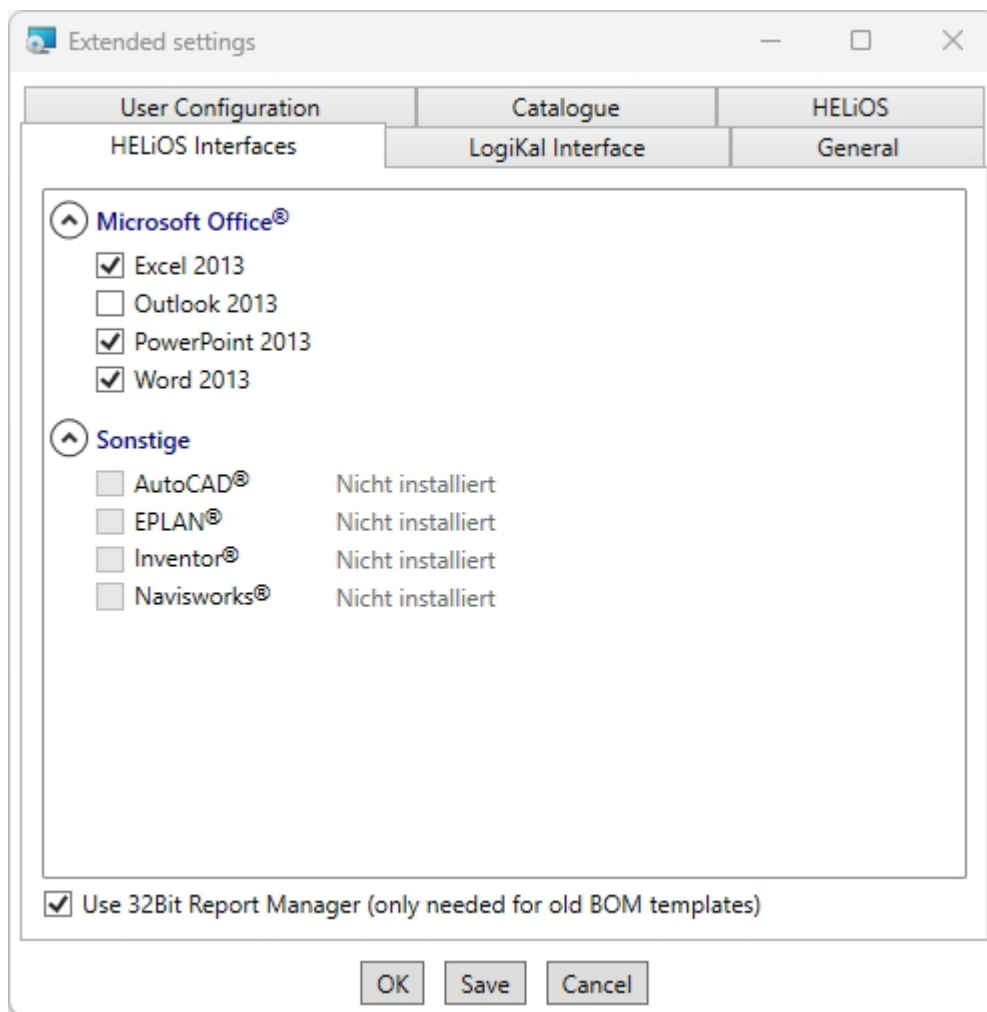 Extended settings
User Configuration Catalogue HELiOS
HELiOS Interfaces LogiKal Interface General
Microsoft Office®
Excel 2013
Outlook 2013
PowerPoint 2013
Word 2013
Sonstige
AutoCAD® Nicht installiert
EPLAN® Nicht installiert
Inventor® Nicht installiert
Navisworks® Nicht installiert
Use 32Bit Report Manager (only needed for old BOM templates)
OK Save Cancel